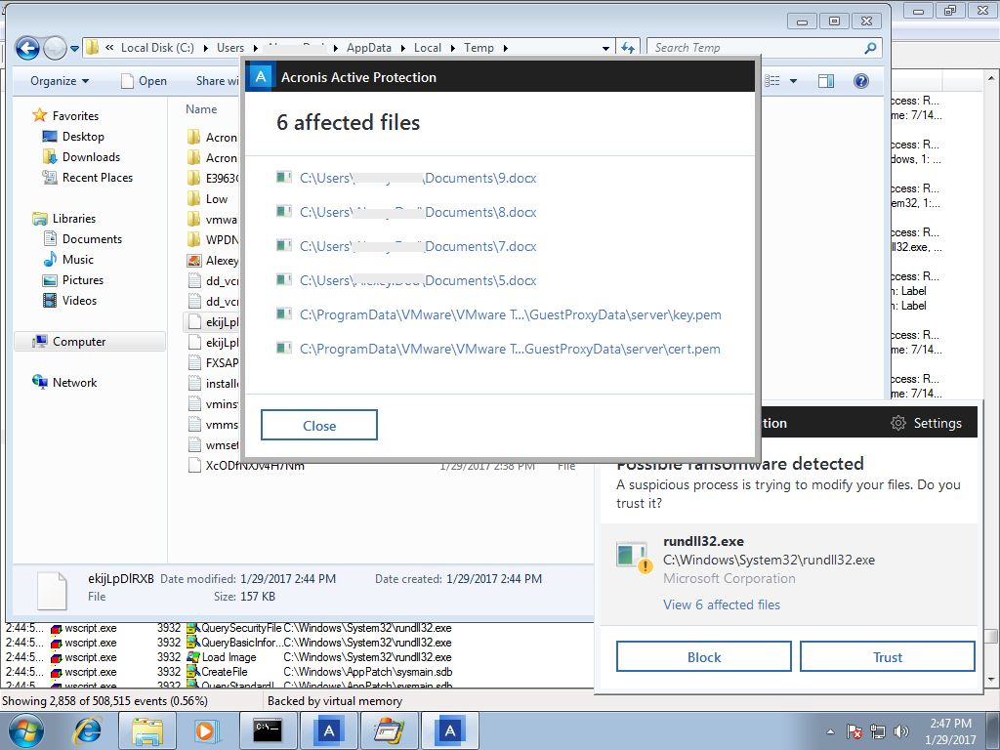 « Local Disk (C:) ▸ Users ▸ ▸ AppData ▸ Local ▸ Temp ▸
Search Temp
Organize Open Share wi
Favorites
Desktop
Downloads
Recent Places
Libraries
Documents
Music
Pictures
Videos
Computer
Network
Name
Acron
Acron
Low
vmwa
WPDN
Alexey
dd_vc
dd_vc
ekijLpl
ekijLpl
FXSAP
installe
vmins
vmms
wmset
1/29/2017 2:38 PM File
Acronis Active Protection
6 affected files
C:\Users\ \Documents\9.docx
C:\Users\ \Documents\8.docx
C:\Users\ \Documents\7.docx
C:\Users\ \Documents\5.docx
C:\ProgramData\VMware\VMware T...\GuestProxyData\server\key.pem
C:\ProgramData\VMware\VMware T...GuestProxyData\server\cert.pem
Close
ccess: R...
me: 7/14...
ccess: R...
dows, 1: ...
ccess: R...
em32, 1:...
ccess: R...
ll32.exe, ...
ccess: R...
n: Label
n: Label
ccess: R...
me: 7/14...
ccess: R...
me: 7/14...
tion Settings
Possible ransomware detected
A suspicious process is trying to modify your files. Do you
trust it?
rundll32.exe
C:\Windows\System32\rundll32.exe
Microsoft Corporation
View 6 affected files
Block Trust
ekijLpDlRXB Date modified: 1/29/2017 2:44 PM Date created: 1/29/2017 2:44 PM
File Size: 157 KB
2:44:5... wscript.exe 3932 QuerySecurityFile C:\Windows\System32\rundll32.exe
2:44:5... wscript.exe 3932 QueryBasicInfor... C:\Windows\System32\rundll32.exe
2:44:5... wscript.exe 3932 Load Image C:\Windows\System32\rundll32.exe
2:44:5... wscript.exe 3932 CreateFile C:\Windows\AppPatch\sysmain.sdb
2:44:5... wscript.exe 3932 QueryStandardI... C:\Windows\AppPatch\sysmain.sdb
Showing 2,858 of 508,515 events (0.56%) Backed by virtual memory
2:47 PM
1/29/2017